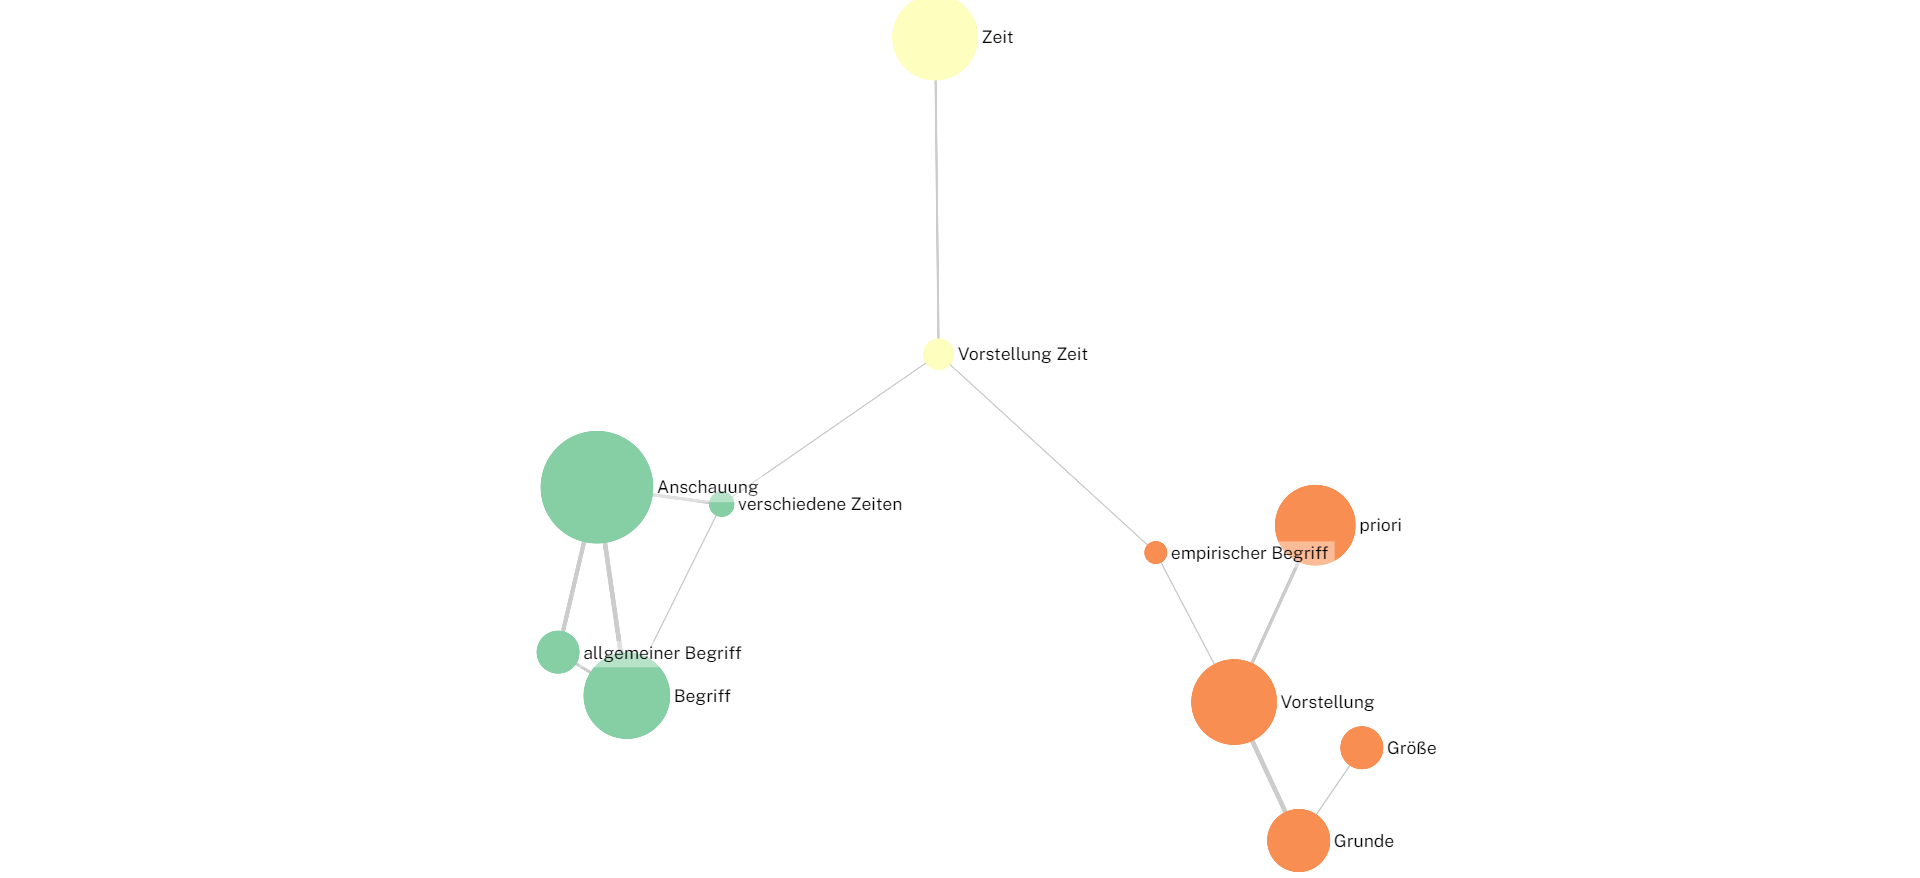 Zeit
Vorstellung Zeit
Anschauung
verschiedene Zeiten
priori
empirischer Begriff
allgemeiner Begriff
Begriff
Vorstellung
Größe
Grunde